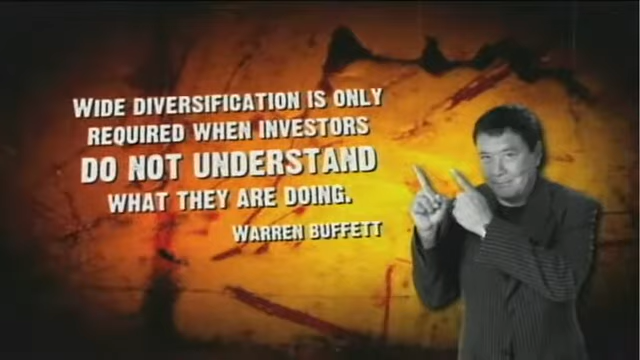 WIDE DIVERSIFICATION IS ONLY
REQUIRED WHEN INVESTORS
DO NOT UNDERSTAND
WHAT THEY ARE DOING.
WARREN BUFFETT